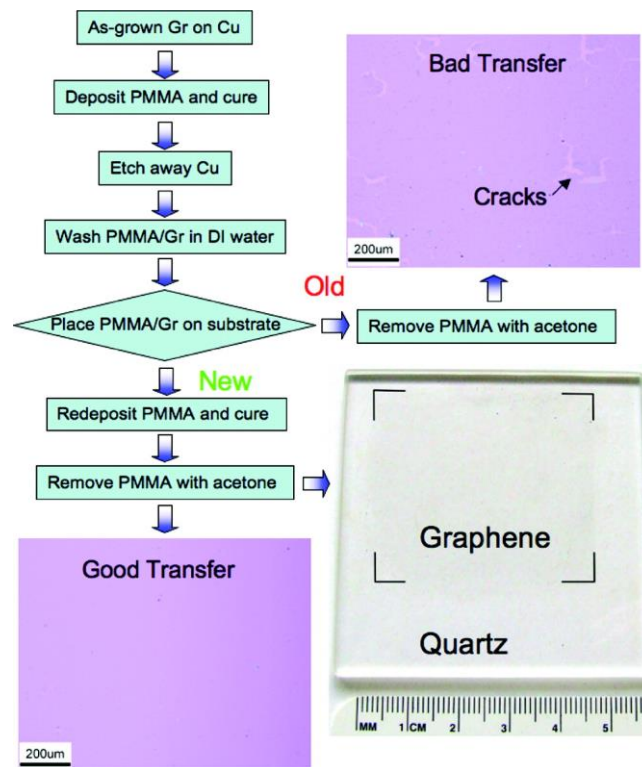 As-grown Gr on Cu
Deposit PMMA and cure
Etch away Cu
Wash PMMA/Gr in DI water
Place PMMA/Gr on substrate
Old
Remove PMMA with acetone
Bad Transfer
Cracks
200um
New
Redeposit PMMA and cure
Remove PMMA with acetone
Good Transfer
200um
Graphene
Quartz
MM 1 CM 2 3 4 5